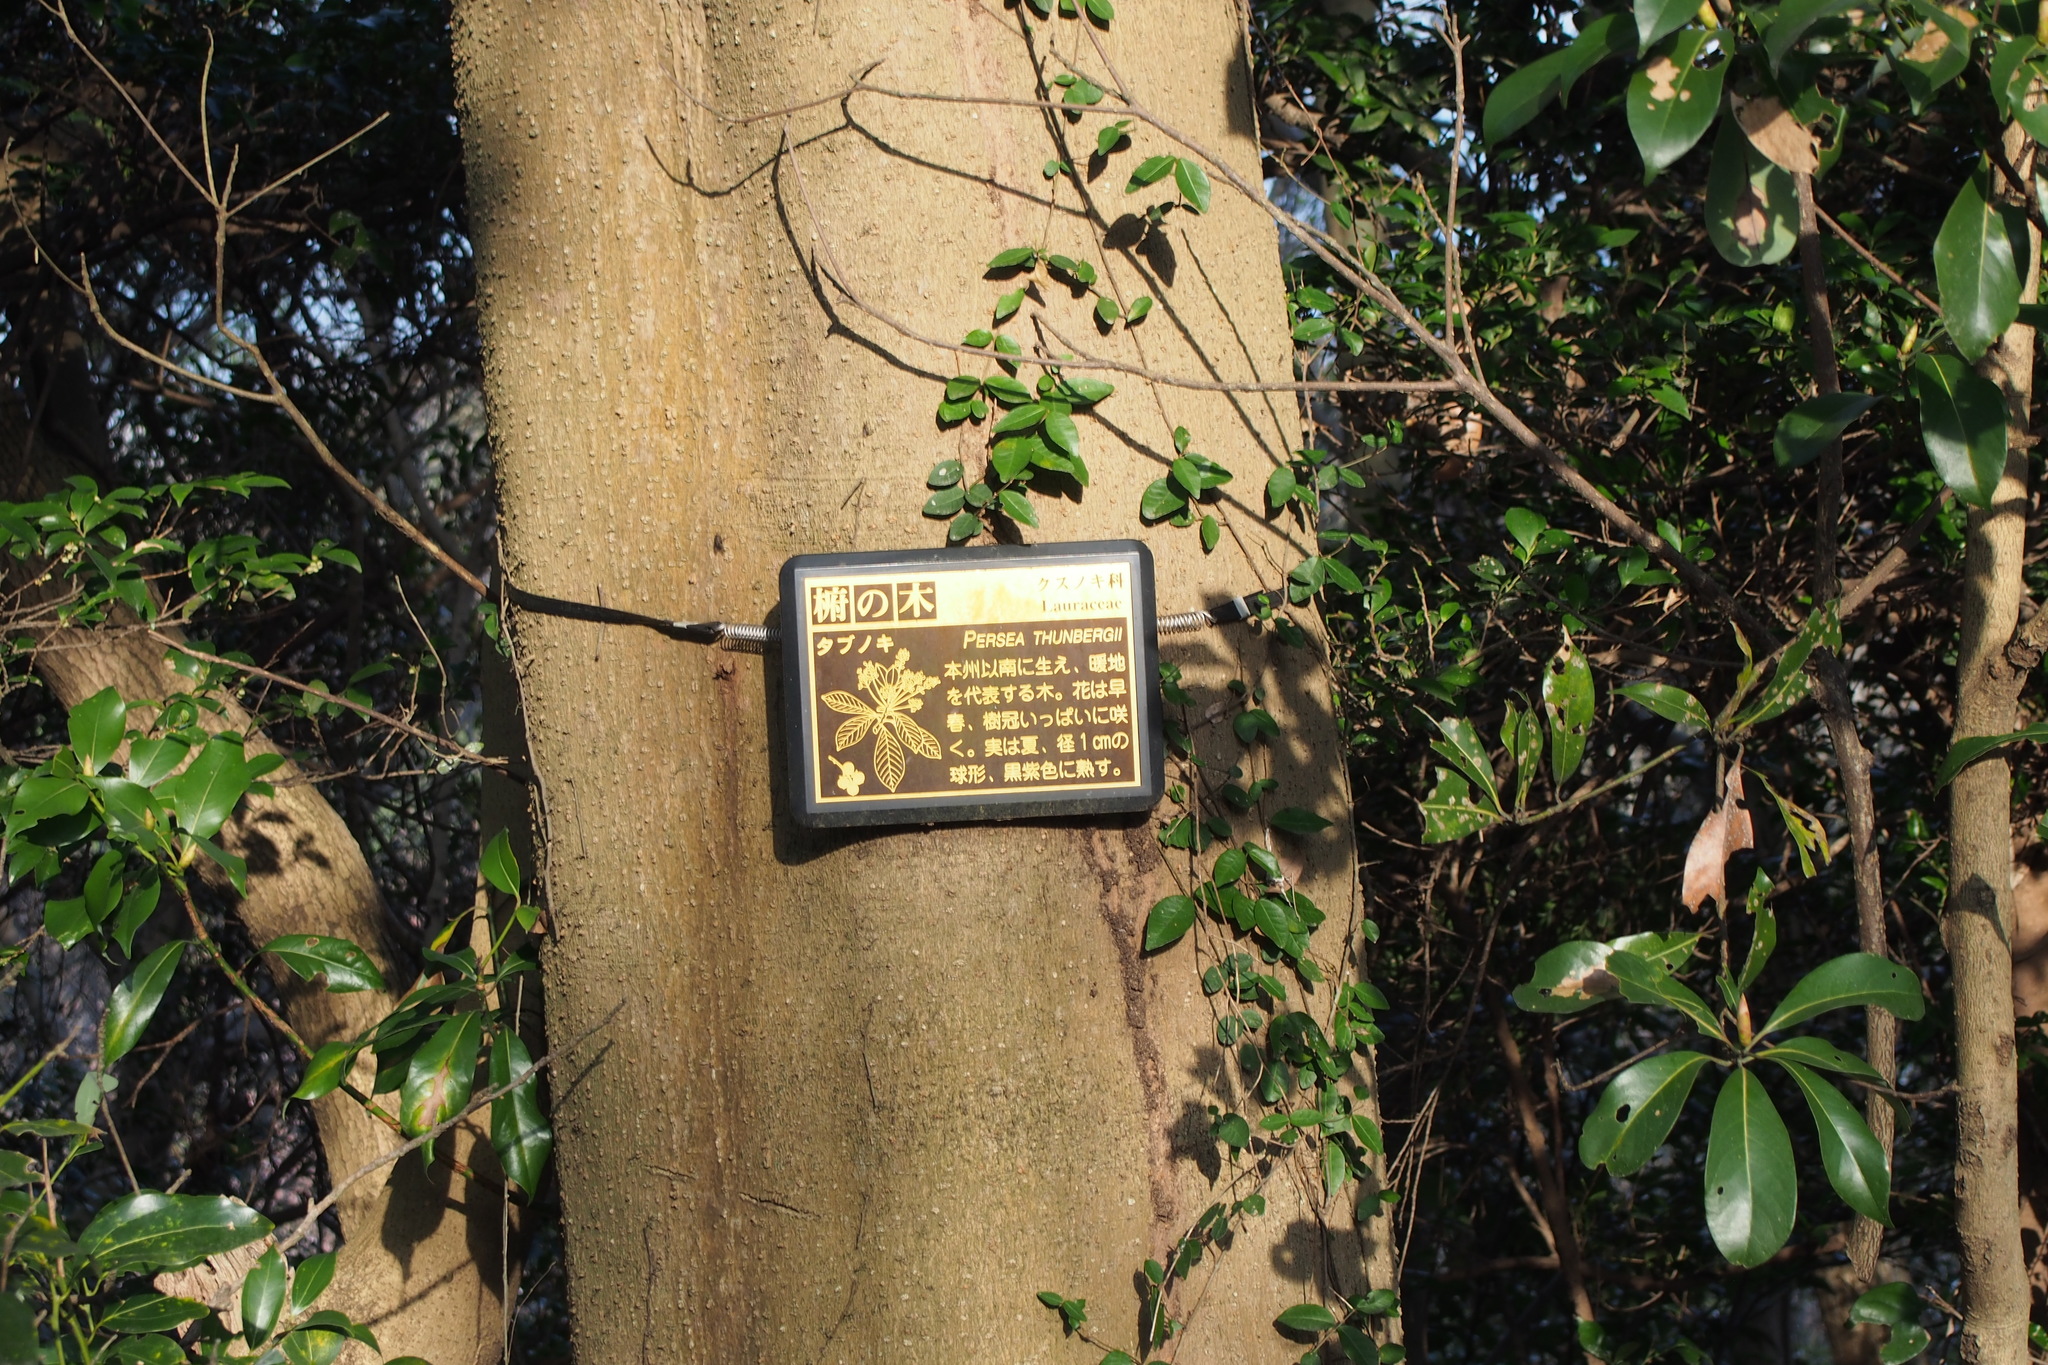 椨の木
クスノキ科
Lauraceae
タブノキ
PERSEA THUNBERGII
本州以南に生え、暖地
を代表する木。花は早
春、樹冠いっぱいに咲
く。実は夏、径1cmの
球形、黒紫色に熟す。